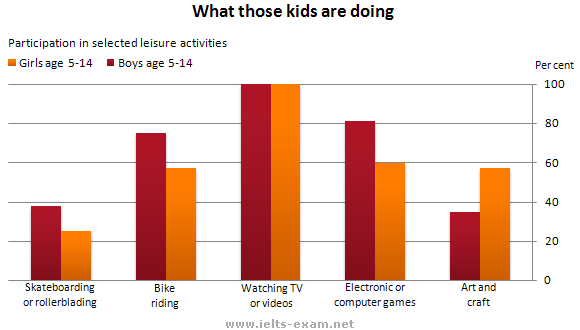 What those kids are doing
Participation in selected leisure activities
Girls age 5-14 Boys age 5-14
Per cent
100
80
60
40
20
0
Skateboarding
or rollerblading
Bike
riding
Watching TV
or videos
Electronic or
computer games
Art and
craft
www.ielts-exam.net